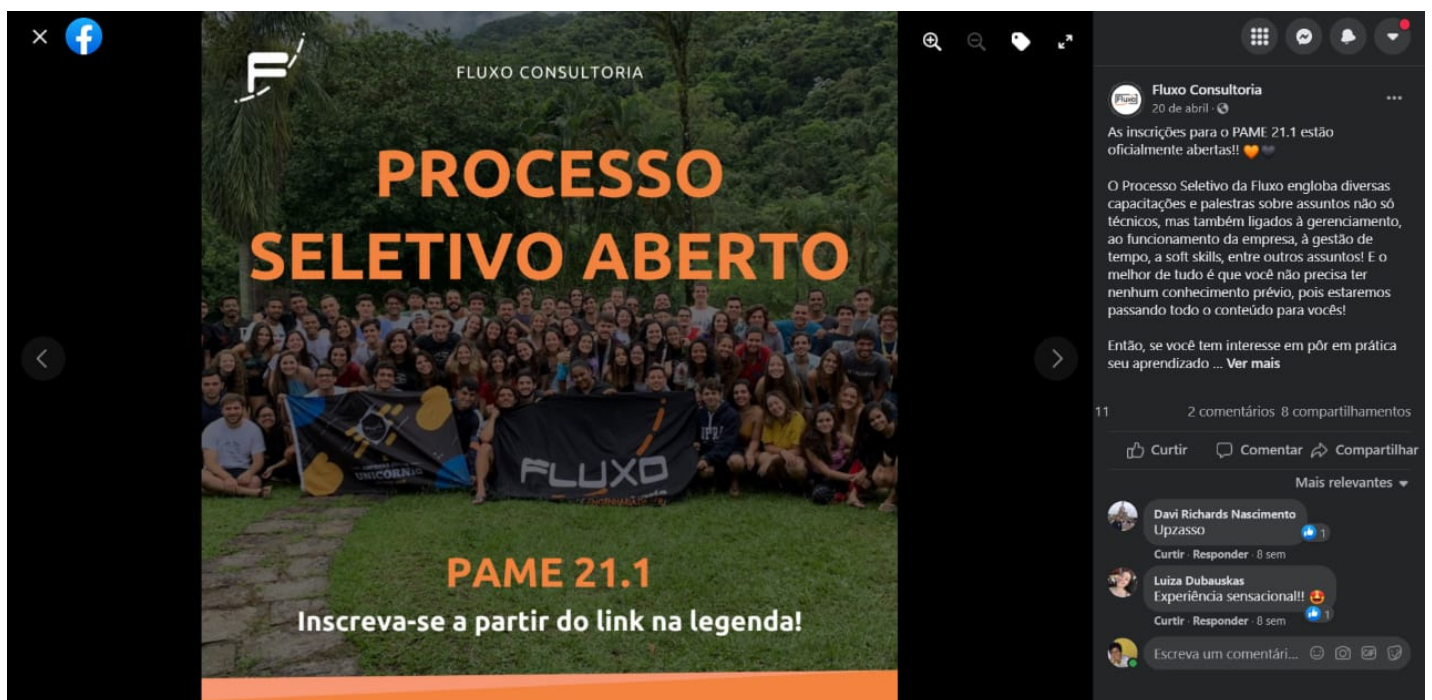 FLUXO CONSULTORIA
PROCESSO
SELETIVO ABERTO
UNICORN
FLUXO
PAME 21.1
Inscreva-se a partir do link na legenda!
Fluxo
Fluxo Consultoria
20 de abril ·
As inscrições para o PAME 21.1 estão
oficialmente abertas!! 🧡🖤
O Processo Seletivo da Fluxo engloba diversas
capacitações e palestras sobre assuntos não só
técnicos, mas também ligados à gerenciamento,
ao funcionamento da empresa, à gestão de
tempo, a soft skills, entre outros assuntos! E o
melhor de tudo é que você não precisa ter
nenhum conhecimento prévio, pois estaremos
passando todo o conteúdo para vocês!
Então, se você tem interesse em pôr em prática
seu aprendizado ... Ver mais
11 2 comentários 8 compartilhamentos
Curtir Comentar Compartilhar
Mais relevantes
Davi Richards Nascimento
Upzasso
1
Curtir · Responder · 8 sem
Luiza Dubauskas
Experiência sensacional!! 🤩
1
Curtir · Responder · 8 sem
Escreva um comentári... GIF